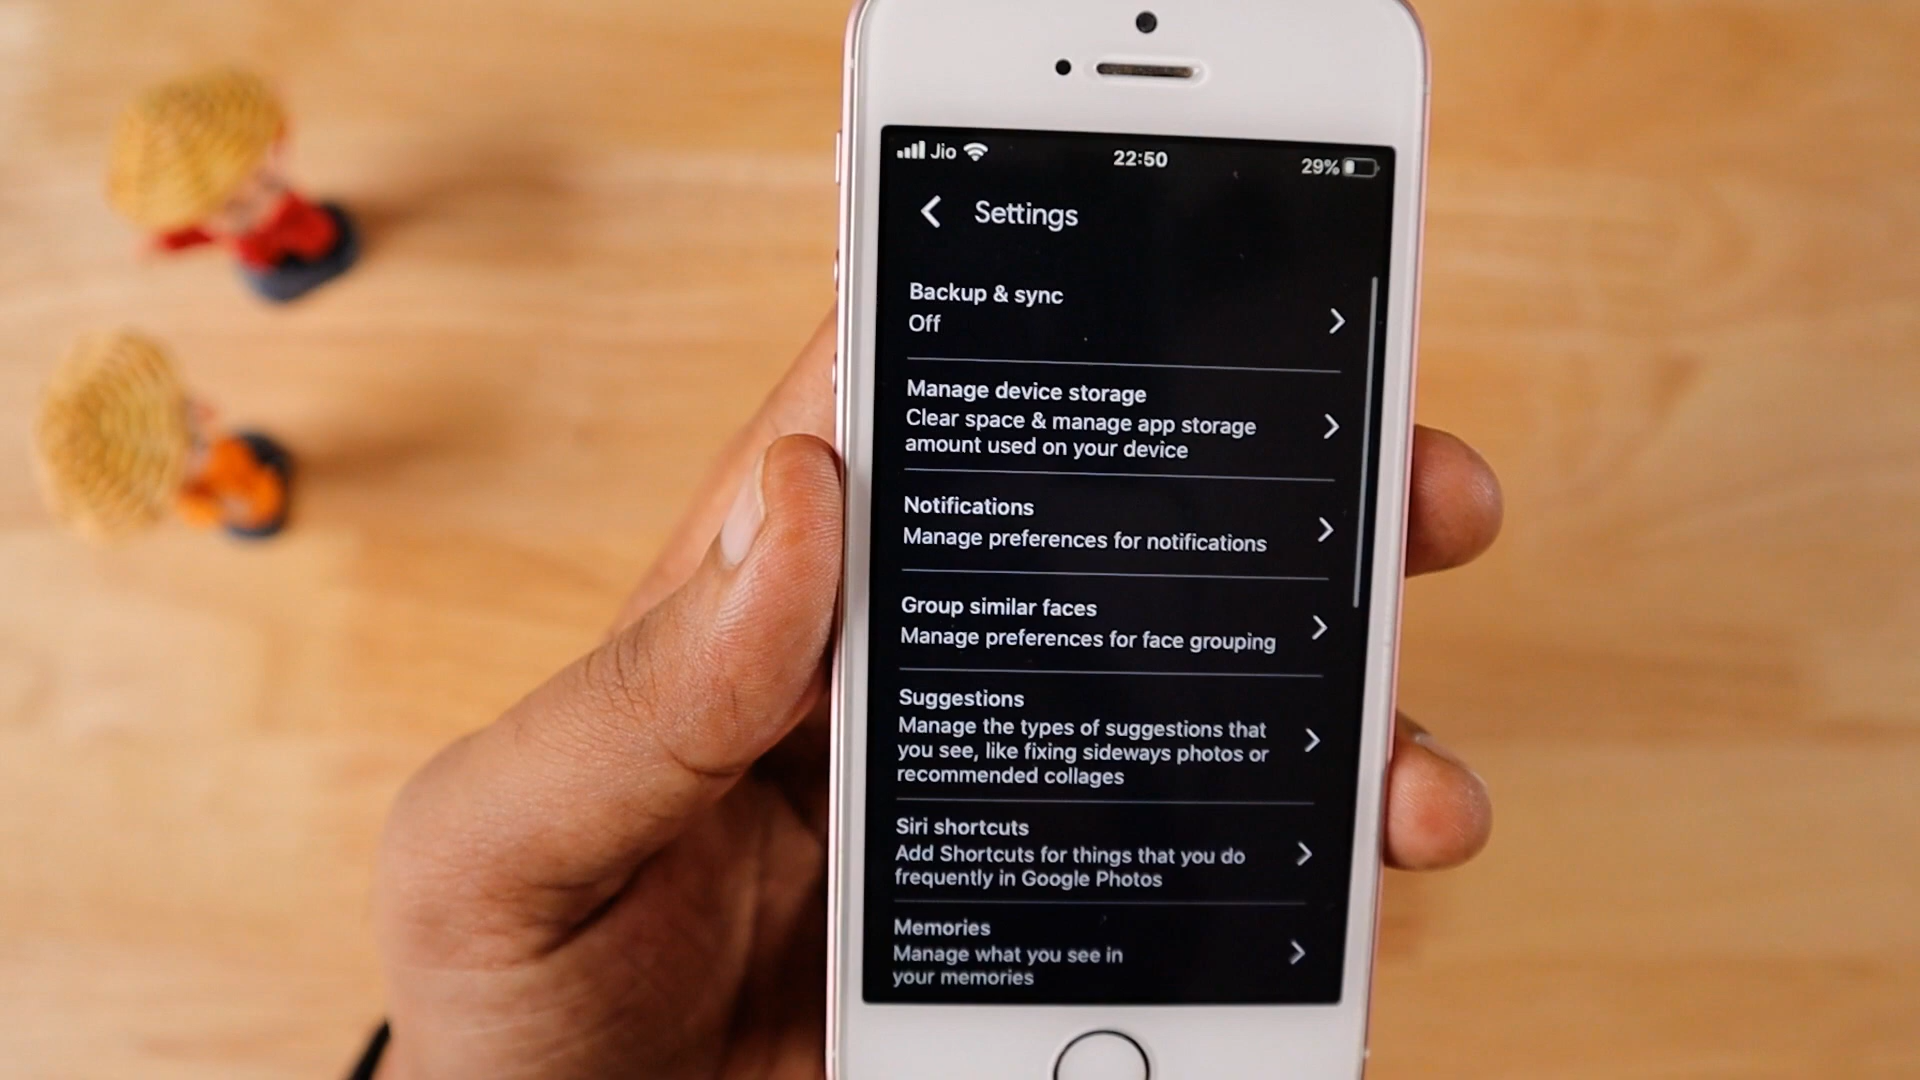 Jio 22:50 29%
Settings
Backup & sync
Off
Manage device storage
Clear space & manage app storage
amount used on your device
Notifications
Manage preferences for notifications
Group similar faces
Manage preferences for face grouping
Suggestions
Manage the types of suggestions that
you see, like fixing sideways photos or
recommended collages
Siri shortcuts
Add Shortcuts for things that you do
frequently in Google Photos
Memories
Manage what you see in
your memories